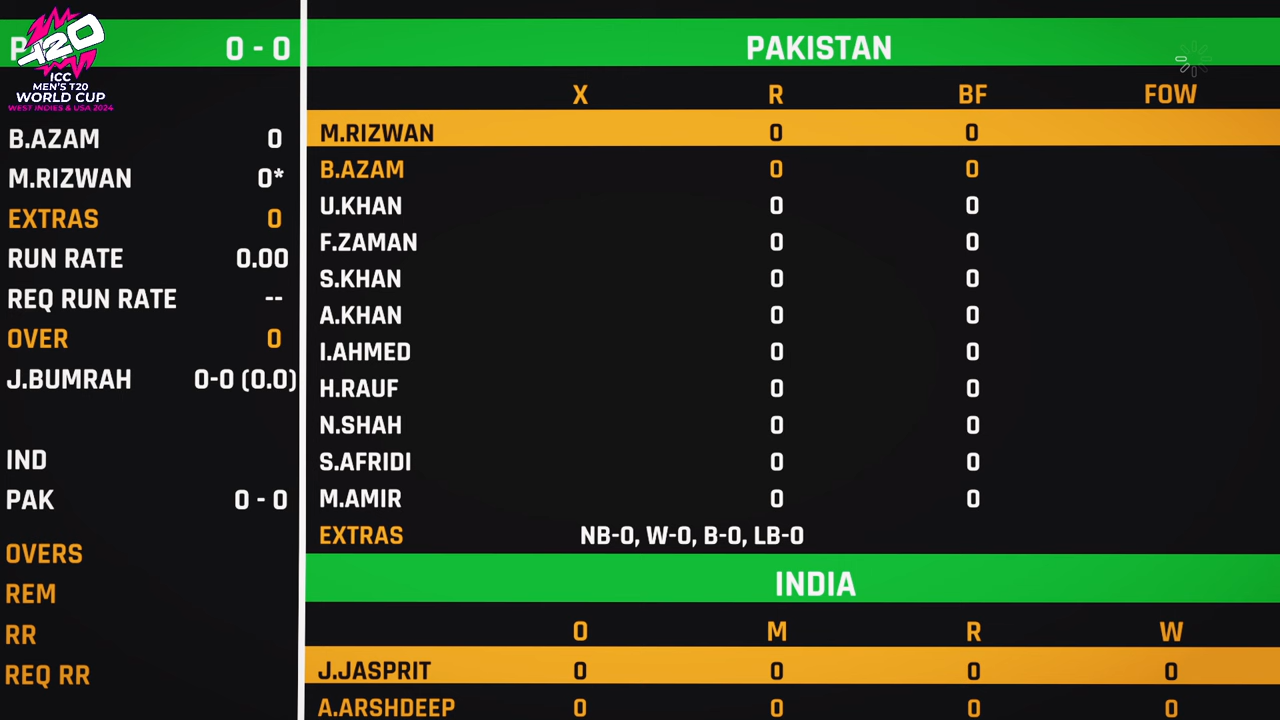 P 0 - 0
T20
ICC
MEN'S T20
WORLD CUP
WEST INDIES & USA 2024
B.AZAM 0
M.RIZWAN 0*
EXTRAS 0
RUN RATE 0.00
REQ RUN RATE --
OVER 0
J.BUMRAH 0-0 (0.0)
IND
PAK 0 - 0
OVERS
REM
RR
REQ RR
PAKISTAN
X R BF FOW
M.RIZWAN 0 0
B.AZAM 0 0
U.KHAN 0 0
F.ZAMAN 0 0
S.KHAN 0 0
A.KHAN 0 0
I.AHMED 0 0
H.RAUF 0 0
N.SHAH 0 0
S.AFRIDI 0 0
M.AMIR 0 0
EXTRAS NB-0, W-0, B-0, LB-0
INDIA
O M R W
J.JASPRIT 0 0 0 0
A.ARSHDEEP 0 0 0 0